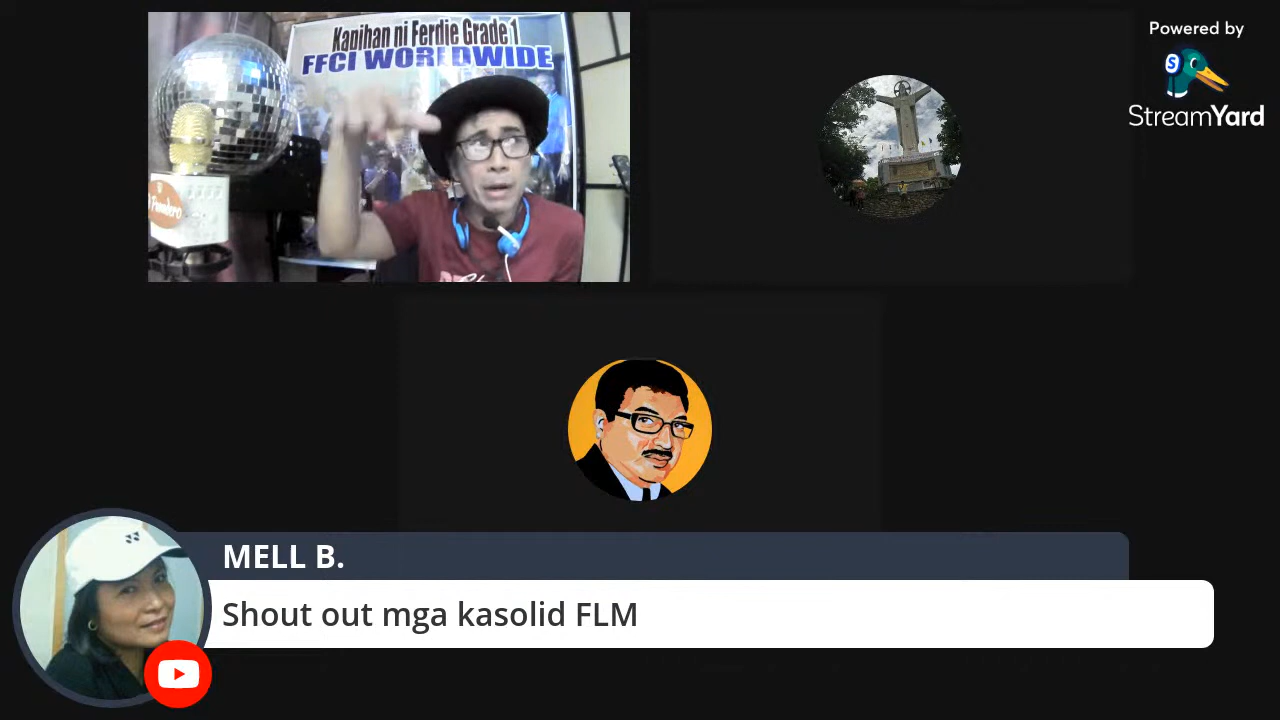 Kapihan ni Ferdie Grade 1
FFCI WORLDWIDE
Powered by
S
StreamYard
MELL B.
Shout out mga kasolid FLM